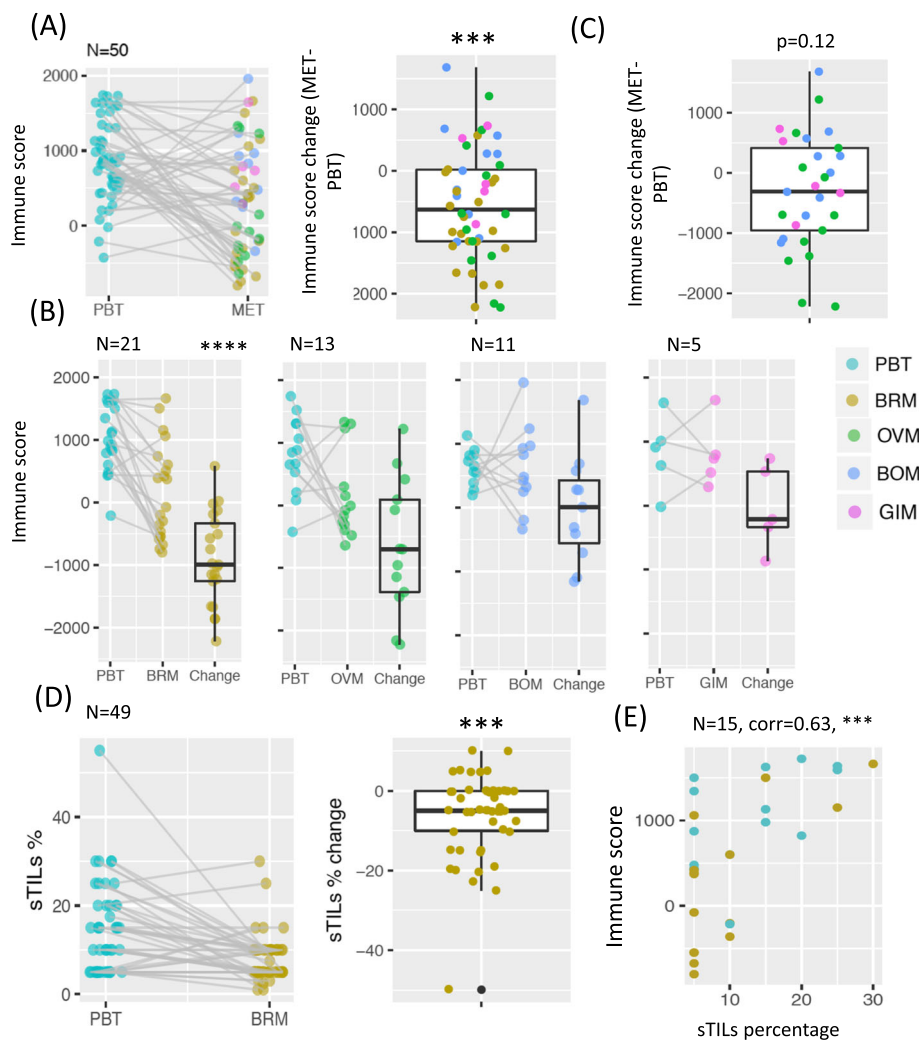 (A)
N=50
Immune score
2000
1000
0
PBT
MET
***
Immune score change (MET-
PBT)
1000
0
1000
2000
(C)
p=0.12
Immune score change (MET-
PBT)
1000
0
−1000
−2000
(B)
N=21
****
Immune score
2000
1000
0
−1000
−2000
PBT
BRM
Change
N=13
PBT
OVM
Change
N=11
PBT
BOM
Change
N=5
PBT
GIM
Change
PBT
BRM
OVM
BOM
GIM
(D)
N=49
sTILs %
40
20
0
PBT
BRM
***
sTILs % change
0
−20
−40
(E)
N=15, corr=0.63, ***
Immune score
1000
0
10
20
30
sTILs percentage